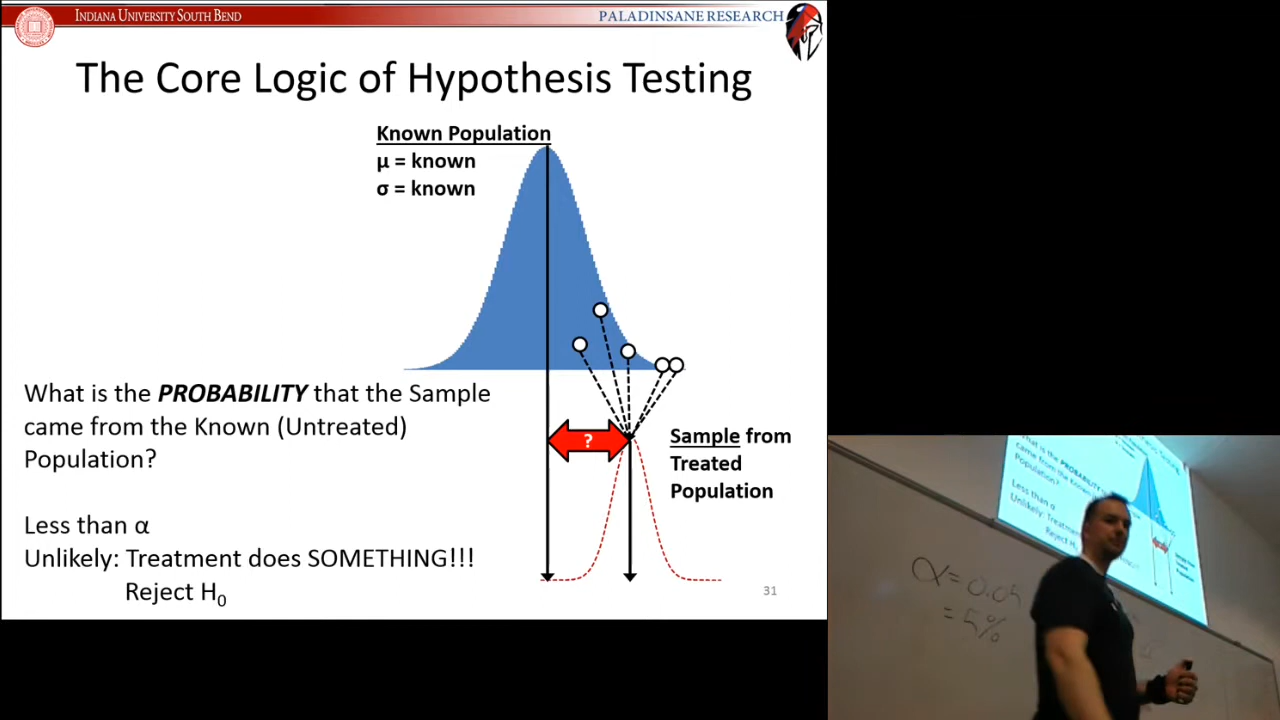 INDIANA UNIVERSITY SOUTH BEND
PALADINSANE RESEARCH
The Core Logic of Hypothesis Testing
Known Population
μ = known
σ = known
What is the PROBABILITY that the Sample
came from the Known (Untreated)
Population?
?
Sample from
Treated
Population
Less than α
Unlikely: Treatment does SOMETHING!!!
Reject H₀
31
α = 0.05
= 5%